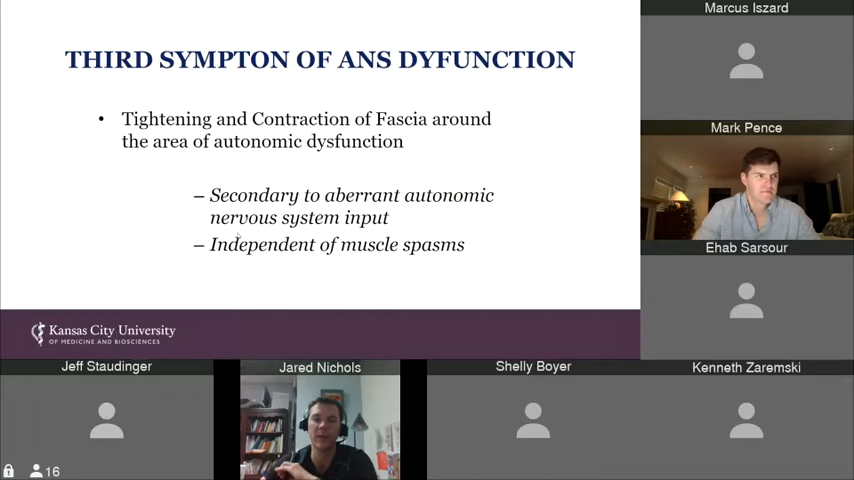 THIRD SYMPTON OF ANS DYFUNCTION
• Tightening and Contraction of Fascia around
the area of autonomic dysfunction
– Secondary to aberrant autonomic
nervous system input
– Independent of muscle spasms
Kansas City University
OF MEDICINE AND BIOSCIENCES
Marcus Iszard
Mark Pence
Ehab Sarsour
Jeff Staudinger
Jared Nichols
Shelly Boyer
Kenneth Zaremski
16